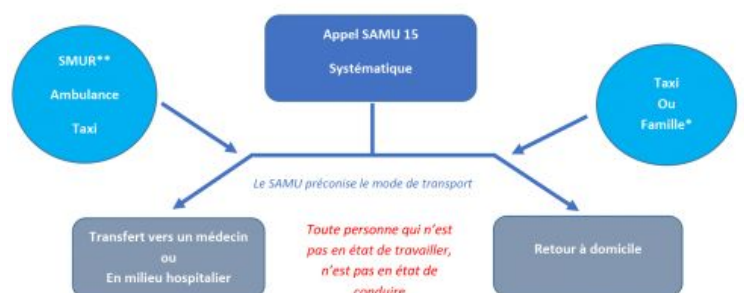 Appel SAMU 15
Systématique
SMUR**
Ambulance
Taxi
Taxi
Ou
Famille*
Le SAMU préconise le mode de transport
Transfert vers un médecin
ou
En milieu hospitalier
Toute personne qui n'est
pas en état de travailler,
n'est pas en état de
conduire
Retour à domicile